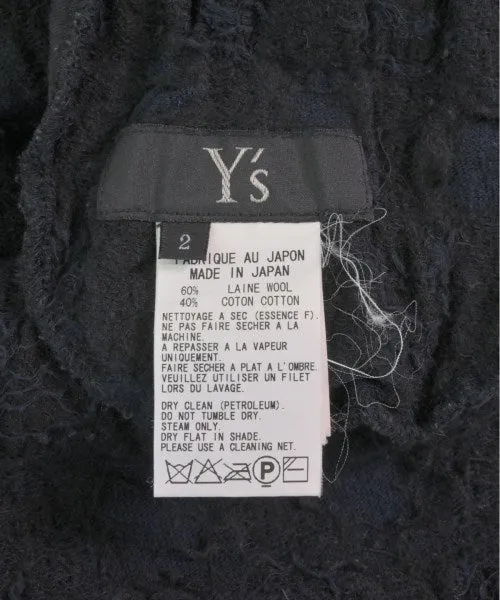 Y's
2
FABRIQUE AU JAPON
MADE IN JAPAN
60% LAINE WOOL
40% COTON COTTON
NETTOYAGE A SEC (ESSENCE F).
NE PAS FAIRE SECHER A LA
MACHINE.
A REPASSER A LA VAPEUR
UNIQUEMENT.
FAIRE SECHER A PLAT A L'OMBRE.
VEUILLEZ UTILISER UN FILET
LORS DU LAVAGE.
DRY CLEAN (PETROLEUM).
DO NOT TUMBLE DRY.
STEAM ONLY.
DRY FLAT IN SHADE.
PLEASE USE A CLEANING NET.
P